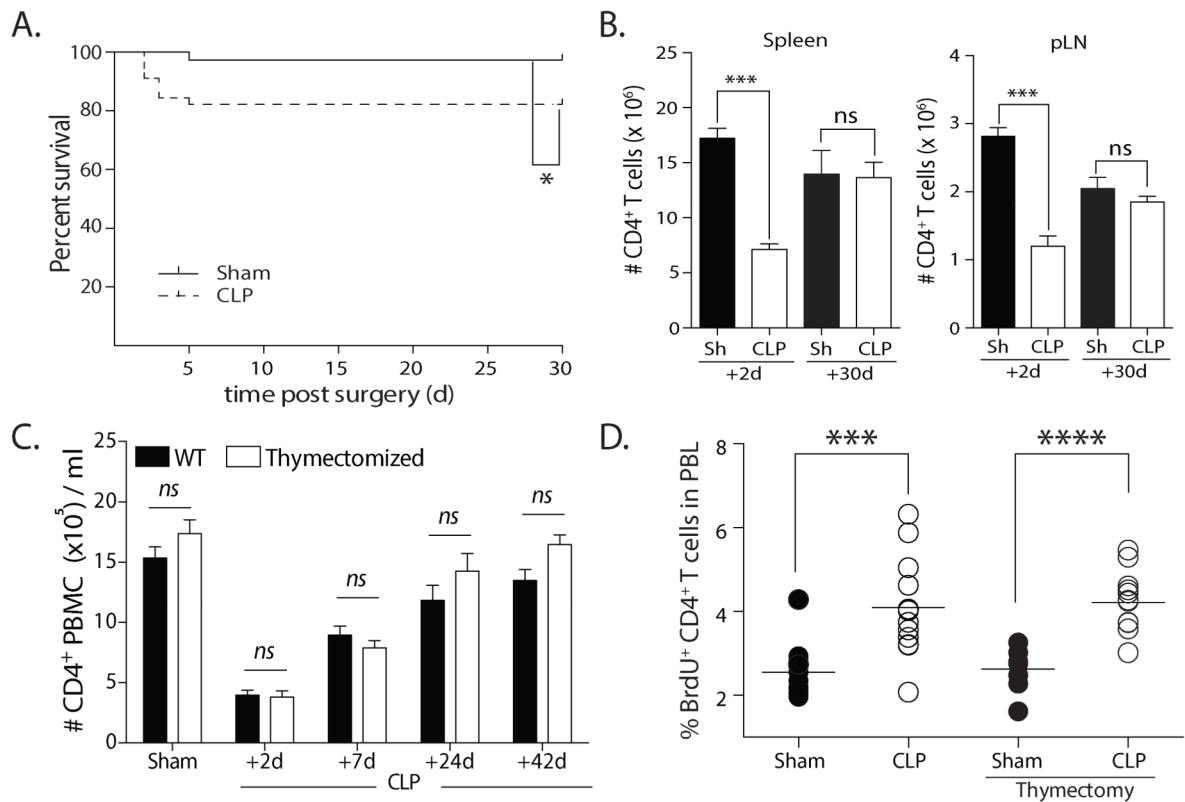 A.
Percent survival
100
80
60
40
20
*
Sham
CLP
5
10
15
20
25
30
time post surgery (d)
B.
Spleen
# CD4⁺ T cells (x 10⁶)
25
20
15
10
5
0
***
ns
Sh
CLP
Sh
CLP
+2d
+30d
pLN
# CD4⁺ T cells (x 10⁶)
4
3
2
1
0
***
ns
Sh
CLP
Sh
CLP
+2d
+30d
C.
# CD4⁺ PBMC (x10⁵) / ml
25
20
15
10
5
0
WT
Thymectomized
ns
ns
ns
ns
ns
Sham
+2d
+7d
+24d
+42d
CLP
D.
% BrdU⁺ CD4⁺ T cells in PBL
8
6
4
2
***
****
Sham
CLP
Sham
CLP
Thymectomy